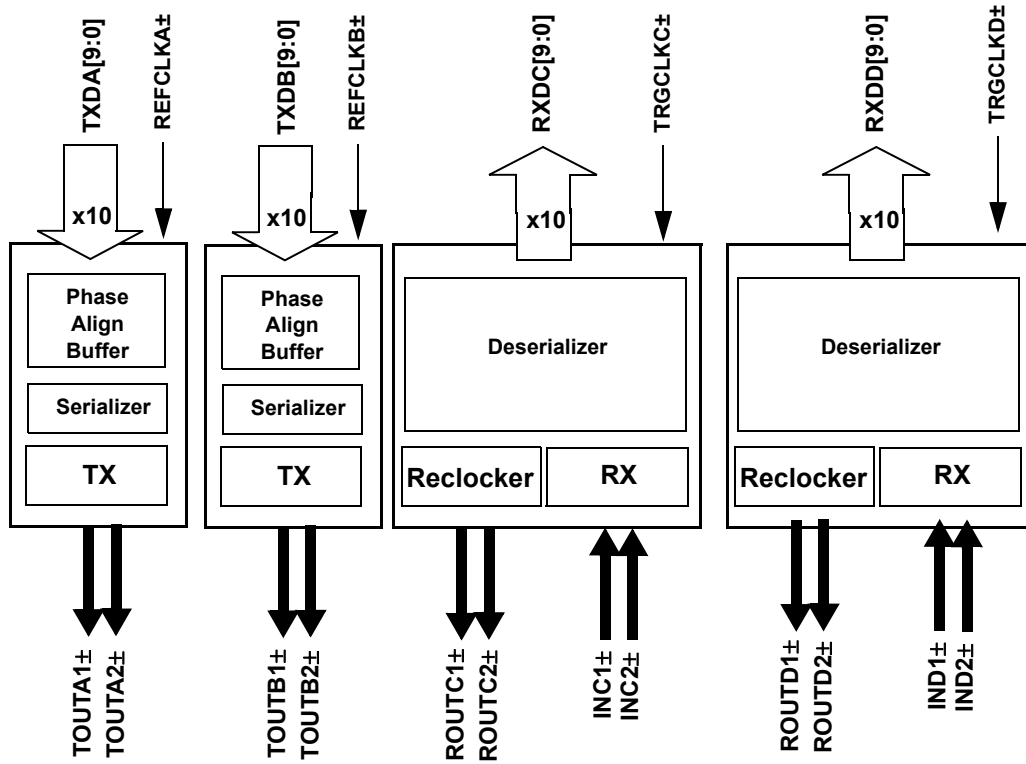 TXDA[9:0]
REFCLKA±
TXDB[9:0]
REFCLKB±
RXDC[9:0]
TRGCLKC±
RXDD[9:0]
TRGCLKD±
x10
x10
x10
x10
Phase
Align
Buffer
Serializer
TX
Phase
Align
Buffer
Serializer
TX
Deserializer
Reclocker
RX
Deserializer
Reclocker
RX
TOUTA1±
TOUTA2±
TOUTB1±
TOUTB2±
ROUTC1±
ROUTC2±
INC1±
INC2±
ROUTD1±
ROUTD2±
IND1±
IND2±